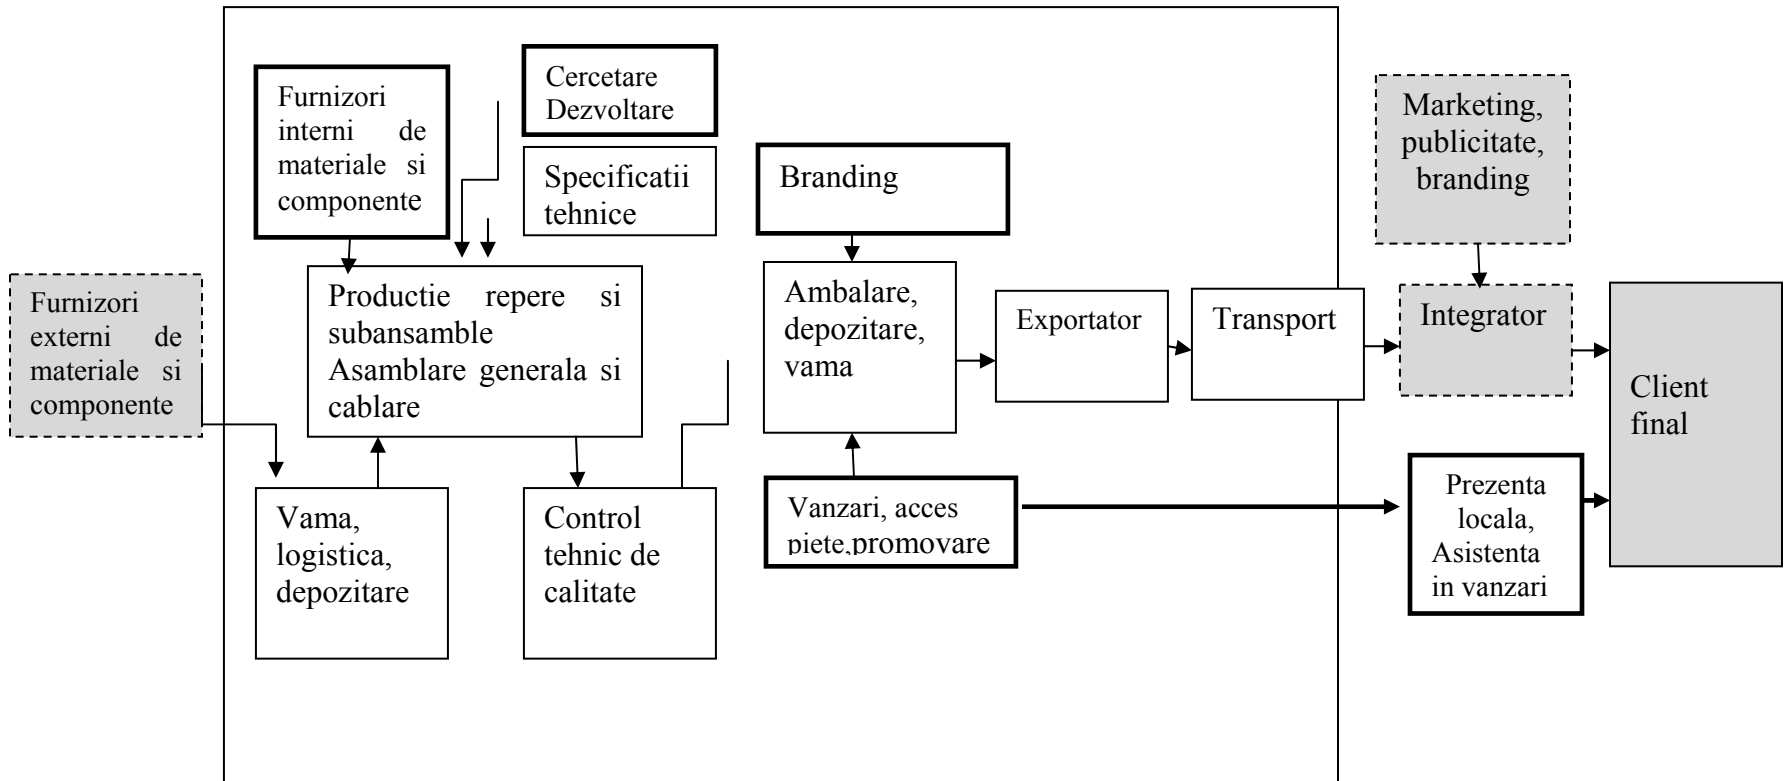 Furnizori
externi de
materiale si
componente
Furnizori
interni de
materiale si
componente
Cercetare
Dezvoltare
Specificatii
tehnice
Productie repere si
subansamble
Asamblare generala si
cablare
Vama,
logistica,
depozitare
Control
tehnic de
calitate
Branding
Ambalare,
depozitare,
vama
Vanzari, acces
piete,promovare
Exportator
Transport
Marketing,
publicitate,
branding
Integrator
Prezenta
locala,
Asistenta
in vanzari
Client
final